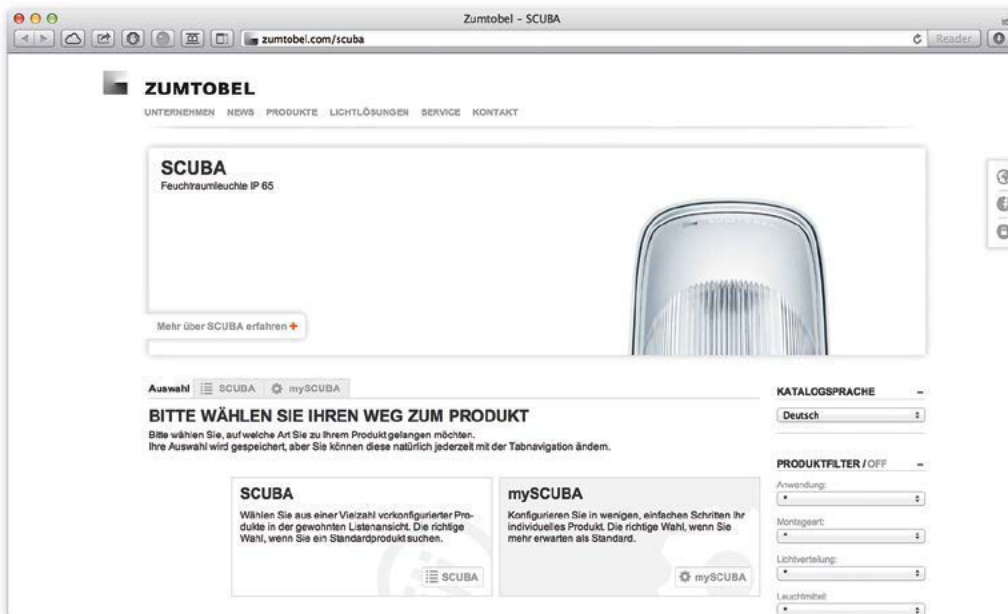 Zumtobel – SCUBA
zumtobel.com/scuba
Reader
ZUMTOBEL
UNTERNEHMEN NEWS PRODUKTE LICHTLÖSUNGEN SERVICE KONTAKT
SCUBA
Feuchtraumleuchte IP 65
Mehr über SCUBA erfahren +
Auswahl SCUBA mySCUBA
BITTE WÄHLEN SIE IHREN WEG ZUM PRODUKT
Bitte wählen Sie, auf welche Art Sie zu Ihrem Produkt gelangen möchten.
Ihre Auswahl wird gespeichert, aber Sie können diese natürlich jederzeit mit der Tabnavigation ändern.
SCUBA
Wählen Sie aus einer Vielzahl vorkonfigurierter Pro-
dukte in der gewohnten Listenansicht. Die richtige
Wahl, wenn Sie ein Standardprodukt suchen.
SCUBA
mySCUBA
Konfigurieren Sie in wenigen, einfachen Schritten Ihr
individuelles Produkt. Die richtige Wahl, wenn Sie
mehr erwarten als Standard.
mySCUBA
KATALOGSPRACHE –
Deutsch
PRODUKTFILTER / OFF –
Anwendung:
*
Montageart:
*
Lichtverteilung:
*
Leuchtmittel:
*